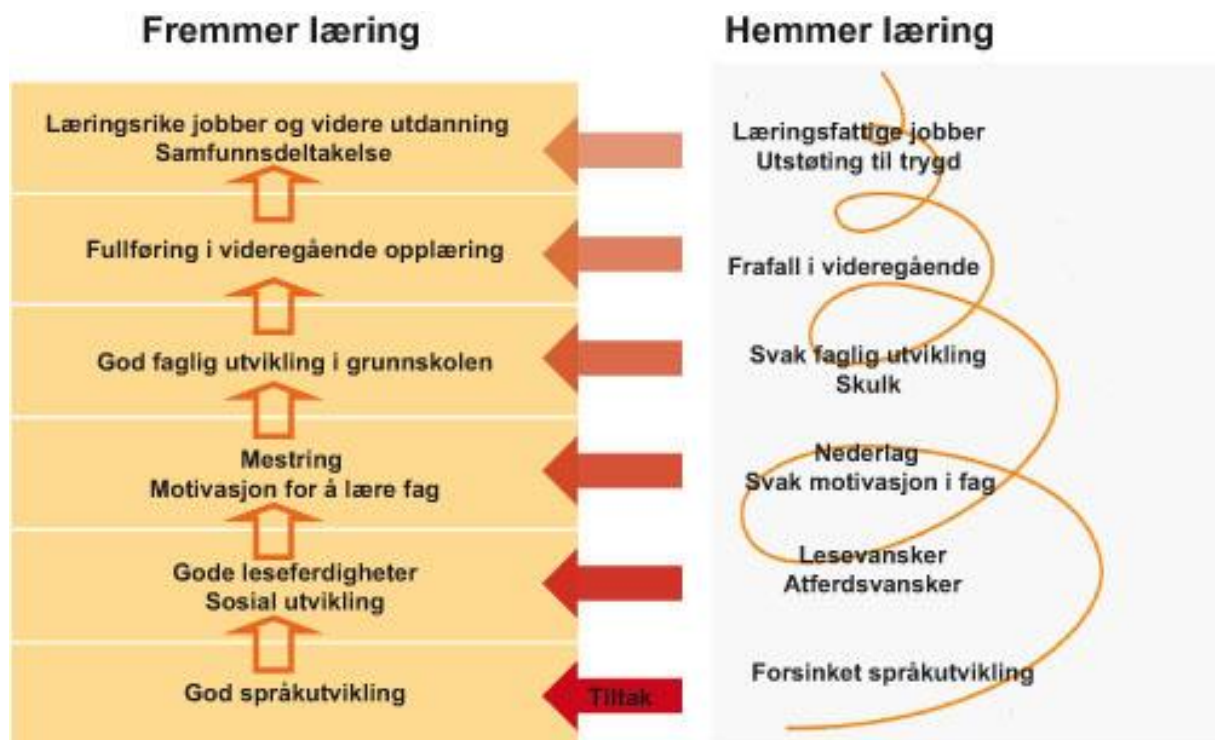 Fremmer læring
Læringsrike jobber og videre utdanning
Samfunnsdeltakelse
Fullføring i videregående opplæring
God faglig utvikling i grunnskolen
Mestring
Motivasjon for å lære fag
Gode leseferdigheter
Sosial utvikling
God språkutvikling
Tiltak
Hemmer læring
Læringsfattige jobber
Utstøting til trygd
Frafall i videregående
Svak faglig utvikling
Skulk
Nederlag
Svak motivasjon i fag
Lesevansker
Atferdsvansker
Forsinket språkutvikling